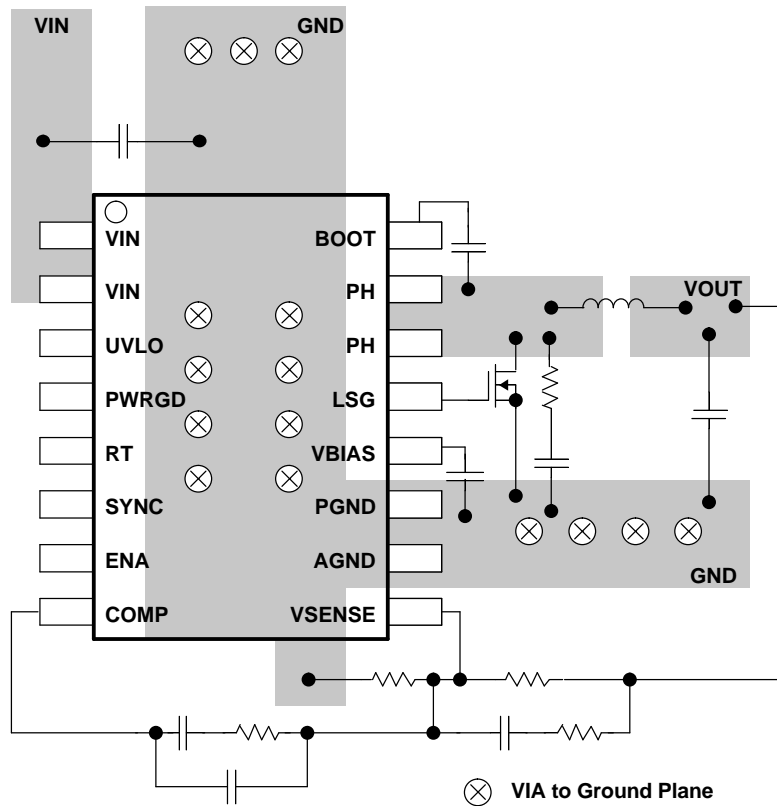 VIN
GND
VIN
BOOT
VIN
PH
VOUT
UVLO
PH
PWRGD
LSG
RT
VBIAS
SYNC
PGND
ENA
AGND
GND
COMP
VSENSE
VIA to Ground Plane